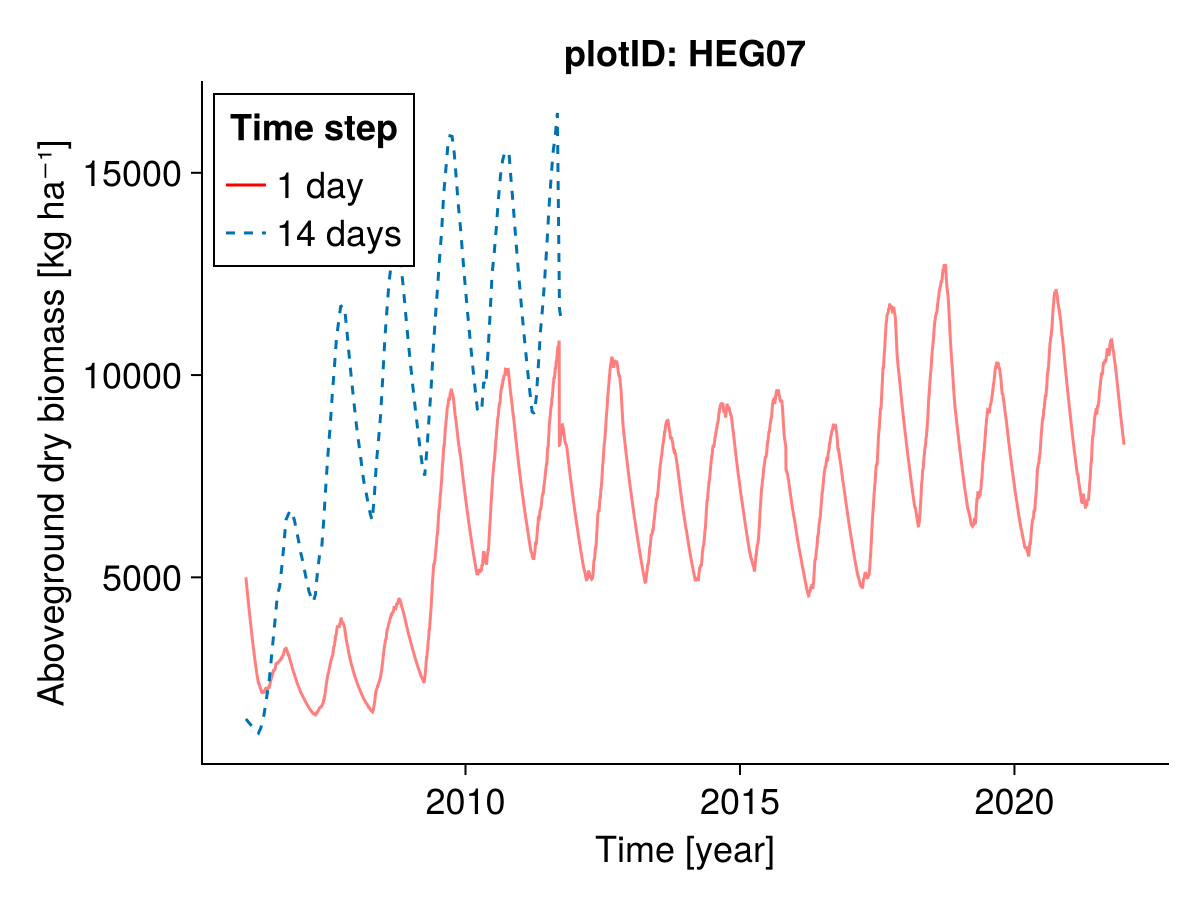 plotID: HEG07
Time step
1 day
14 days
Aboveground dry biomass [kg ha⁻¹]
15000
10000
5000
2010
2015
2020
Time [year]